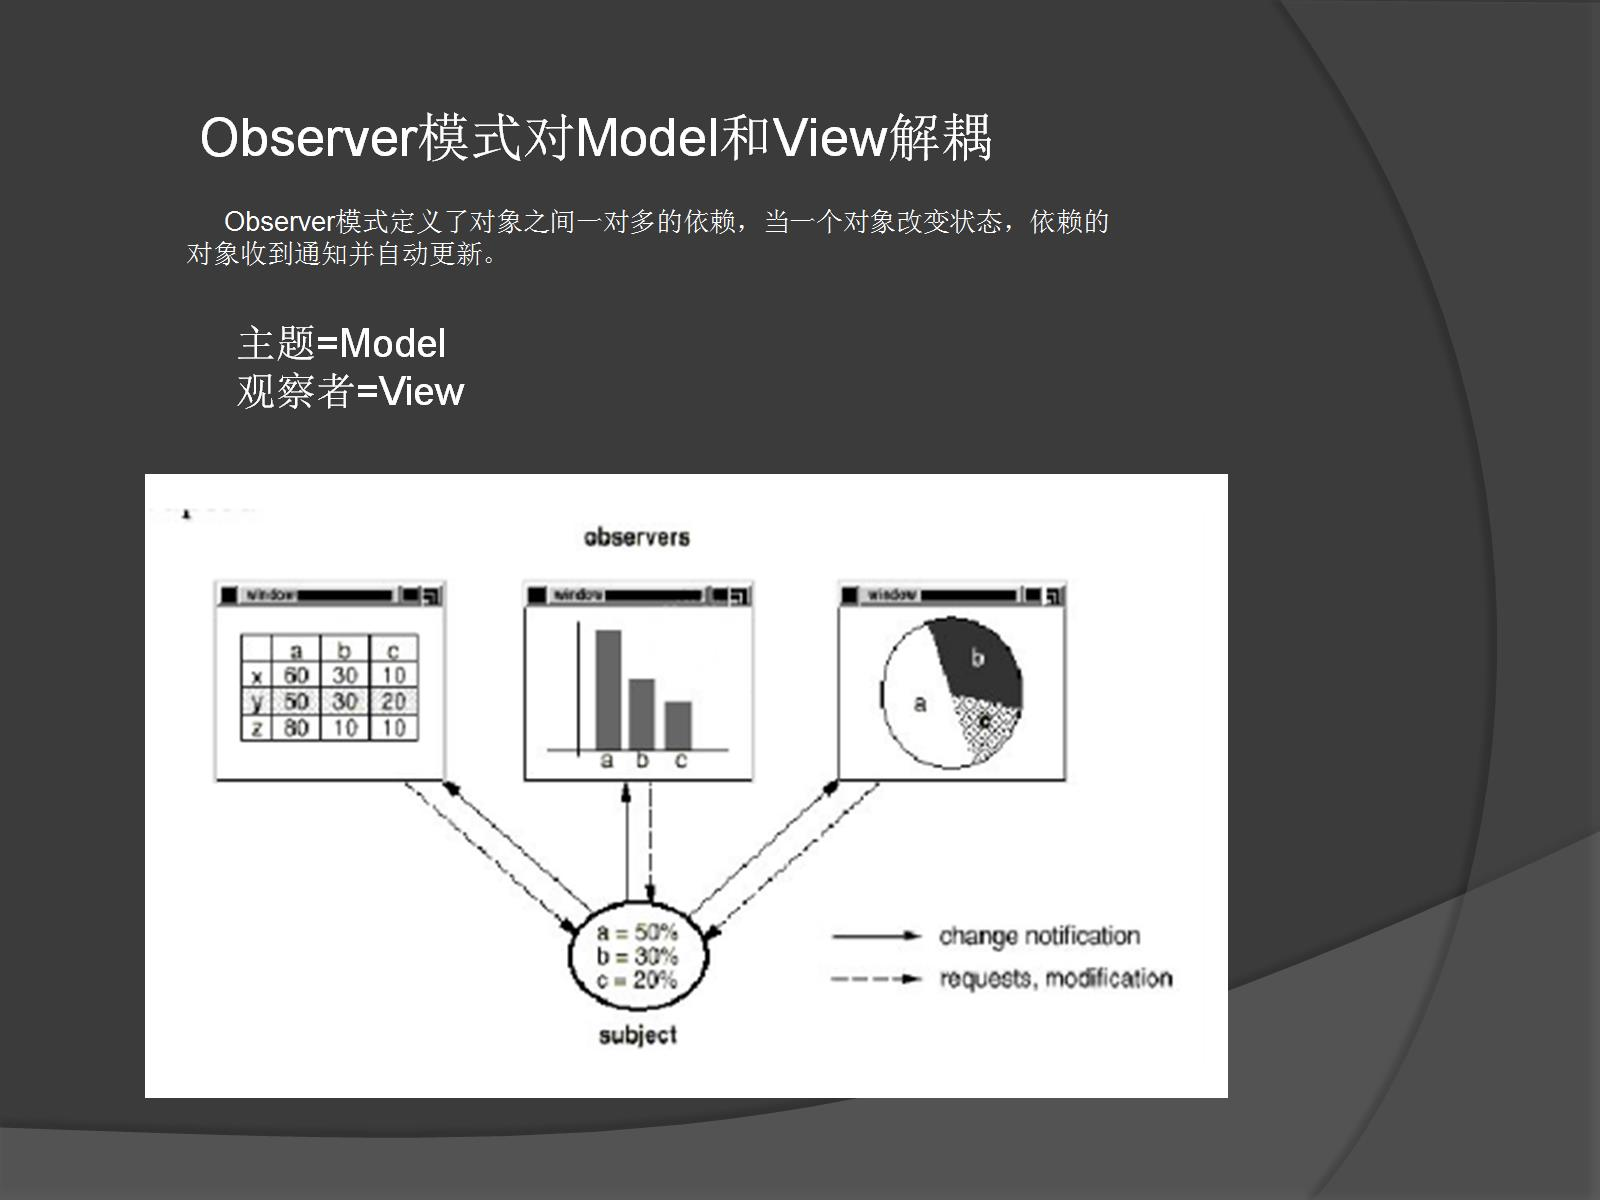 Observer模式对Model和View解耦
Observer模式定义了对象之间一对多的依赖，当一个对象改变状态，依赖的
对象收到通知并自动更新。
主题=Model
观察者=View
observers
window
window
window
a b c
x 60 30 10
y 50 30 20
z 80 10 10
a b c
b
a
c
a = 50%
b = 30%
c = 20%
subject
change notification
requests, modification